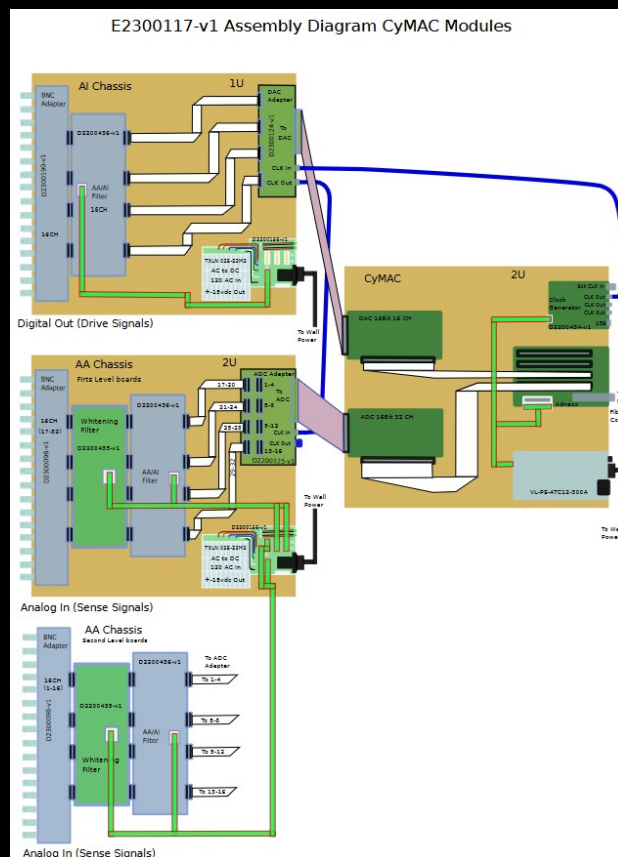 E2300117-v1 Assembly Diagram CyMAC Modules
AI Chassis
1U
BNC
Adapter
D2300190-v1
16CH
D2200456-v1
AA/AI
Filter
16CH
DAC
Adapter
D2300124-v1
To
DAC
CLK In
CLK Out
TXLN 035-22M3
AC to DC
120 AC In
+-15vdc Out
Digital Out (Drive Signals)
To Wall
Power
AA Chassis
2U
Firts Level boards
BNC
Adapter
16CH
(17-32)
D2300098-v1
Whitening
Filter
D2200455-v1
D2200456-v1
AA/AI
Filter
17-20
21-24
25-28
29-32
ADC Adapter
1-4
To
ADC
5-8
9-12
CLK In
CLK Out
13-16
D2200125-v1
TXLN 035-22M3
AC to DC
120 AC In
+-15vdc Out
To Wall
Power
Analog In (Sense Signals)
CyMAC
2U
DAC 16Bit 16 CH
ADC 16Bit 32 CH
Ext CLK In
CLK Out
CLK Out
CLK Out
USB
Clock
Generator
D2200434-v1
Adnaco
VL-PS-ATC12-300A
AA Chassis
Second Level boards
BNC
Adapter
16CH
(1-16)
D2300098-v1
D2200455-v1
Whitening
Filter
D2200456-v1
AA/AI
Filter
To ADC
Adapter
To 1-4
To 5-8
To 9-12
To 13-16
Analog In (Sense Signals)